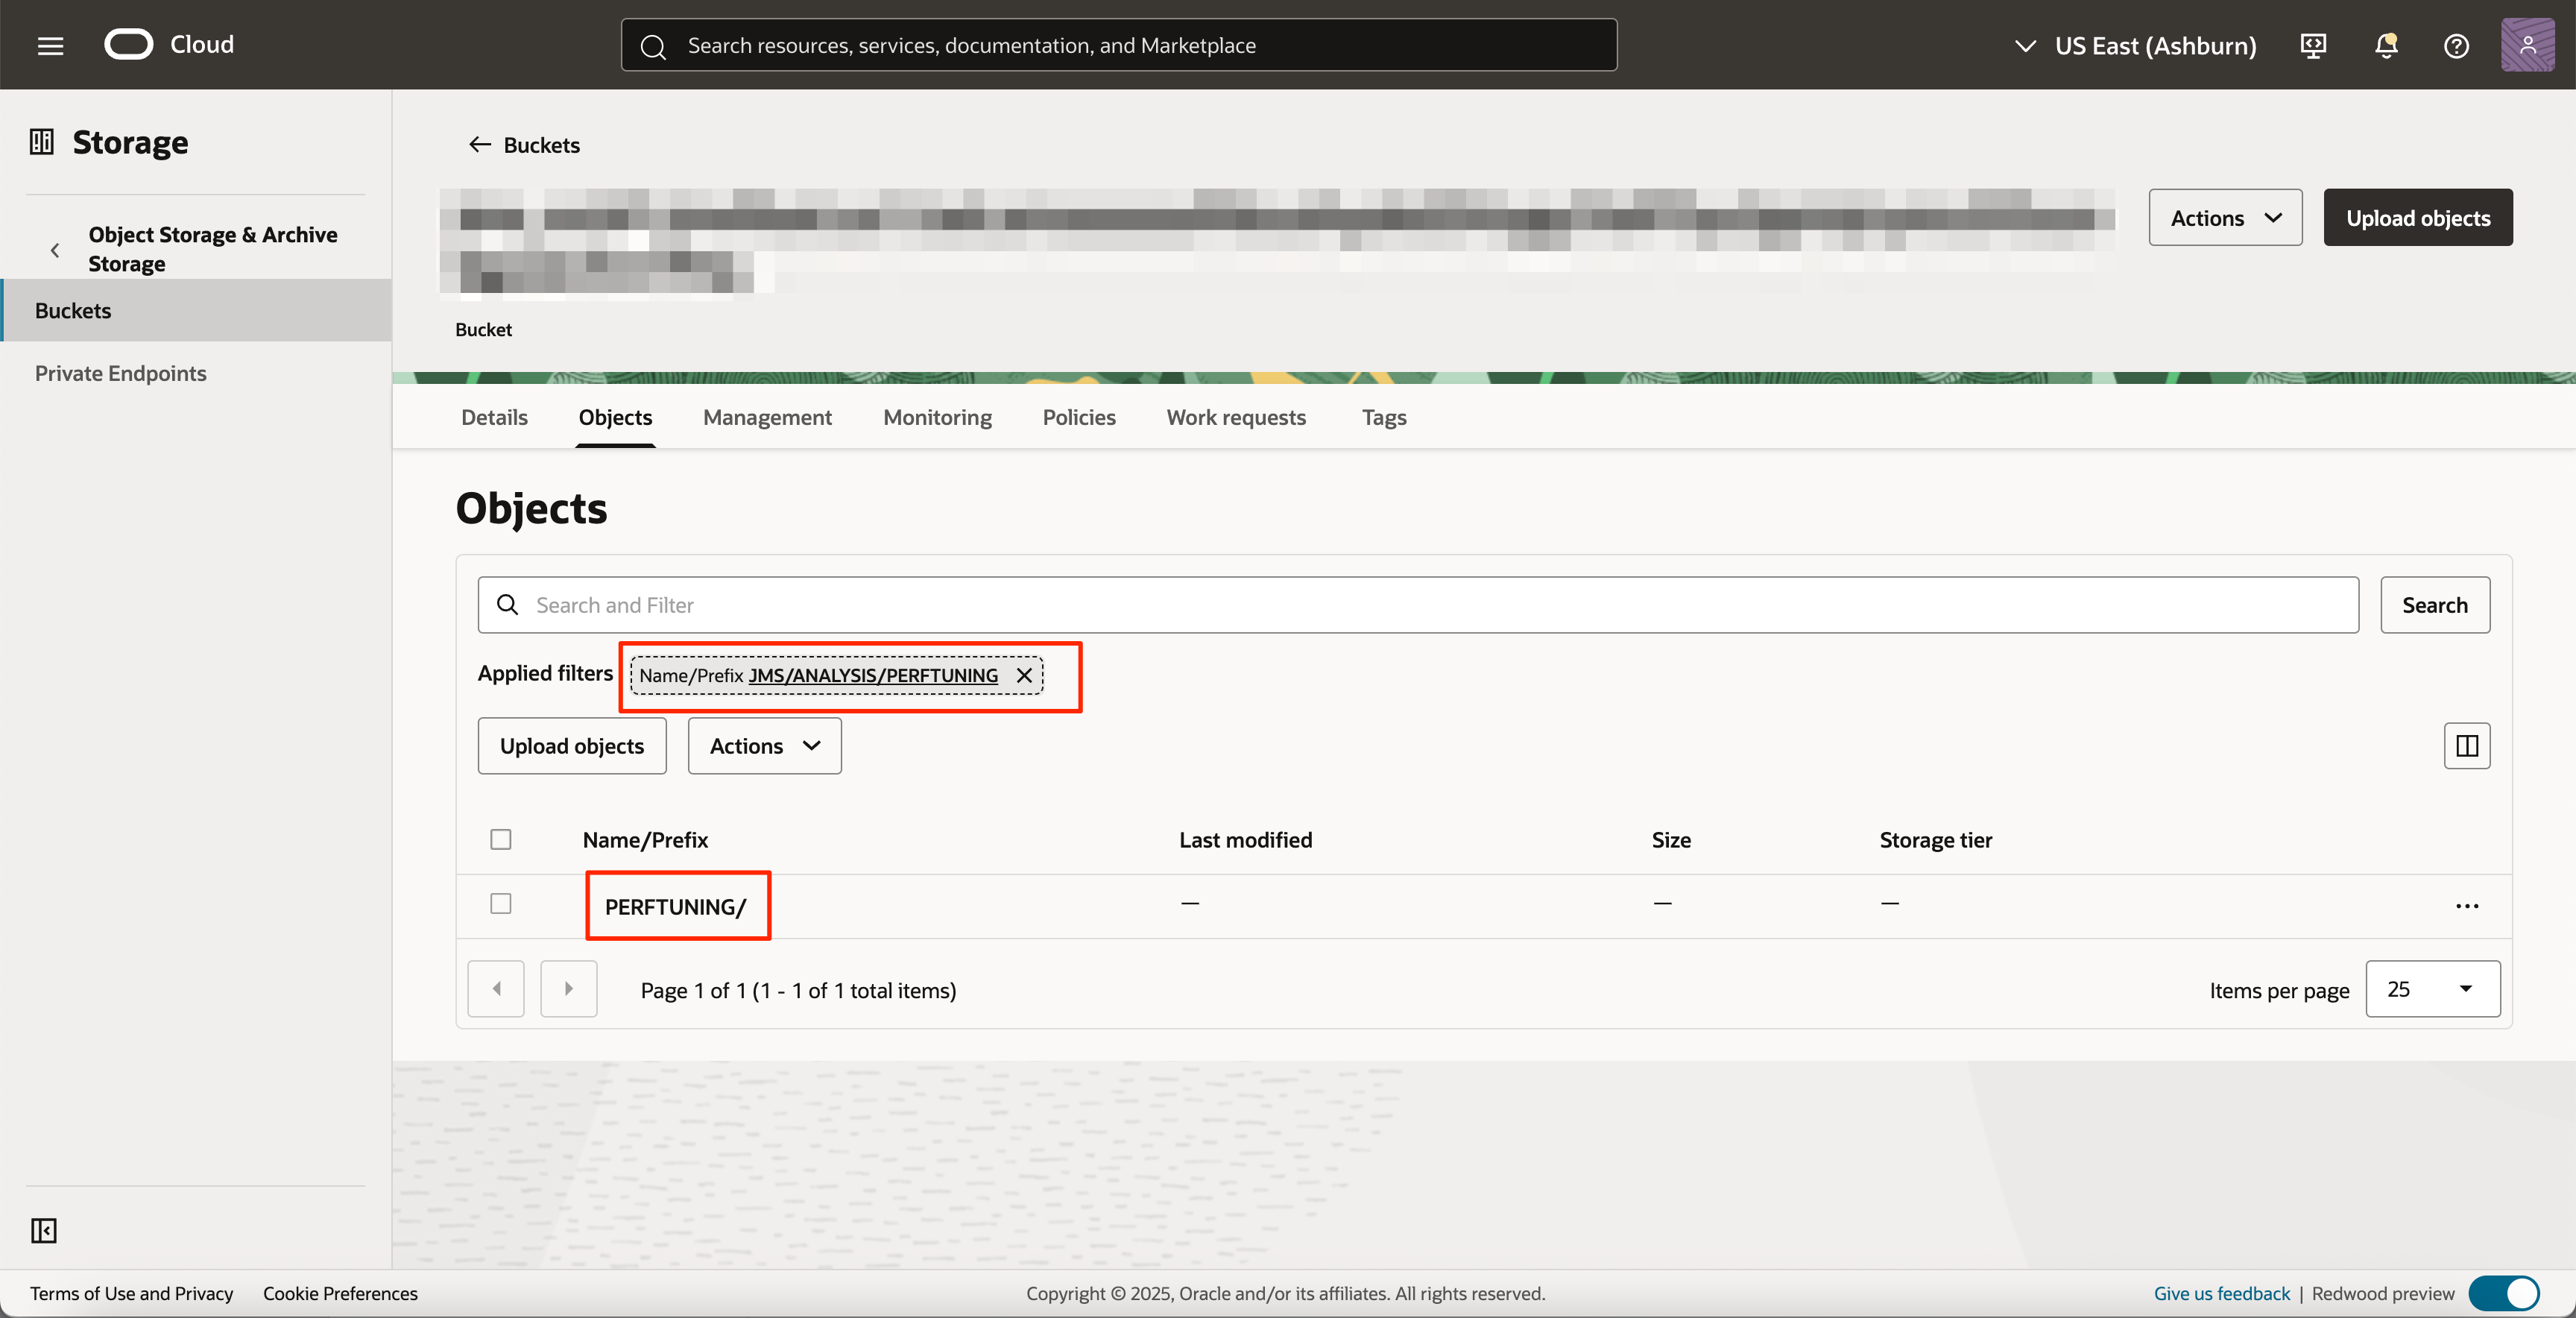 Cloud
Search resources, services, documentation, and Marketplace
US East (Ashburn)
Storage
Object Storage & Archive
Storage
Buckets
Private Endpoints
Buckets
Actions
Upload objects
Bucket
Details
Objects
Management
Monitoring
Policies
Work requests
Tags
Objects
Search and Filter
Search
Applied filters
Name/Prefix JMS/ANALYSIS/PERFTUNING
Upload objects
Actions
Name/Prefix
Last modified
Size
Storage tier
PERFTUNING/
—
—
—
Page 1 of 1 (1 - 1 of 1 total items)
Items per page
25
Terms of Use and Privacy
Cookie Preferences
Copyright © 2025, Oracle and/or its affiliates. All rights reserved.
Give us feedback | Redwood preview